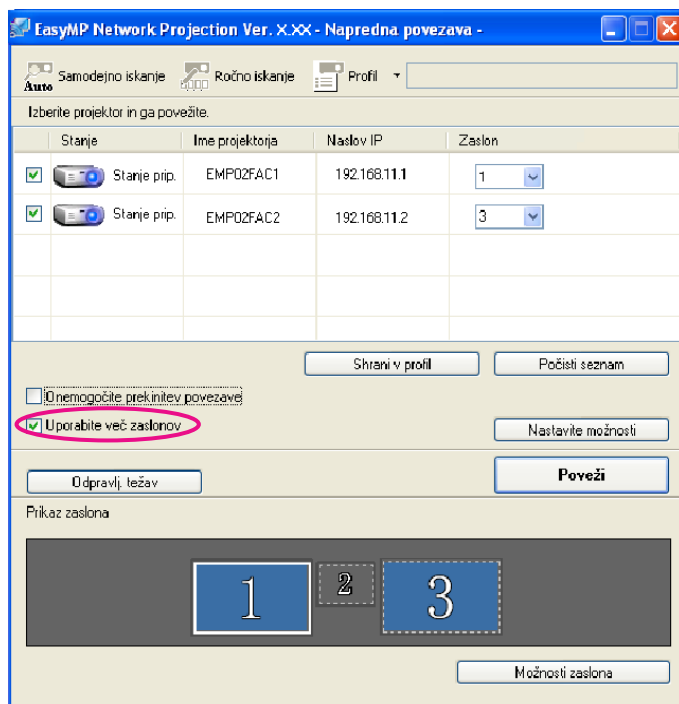 EasyMP Network Projection Ver. X.XX - Napredna povezava -
Auto Samodejno iskanje Ročno iskanje Profil
Izberite projektor in ga povežite.
Stanje Ime projektorja Naslov IP Zaslon
Stanje prip. EMP02FAC1 192.168.11.1 1
Stanje prip. EMP02FAC2 192.168.11.2 3
Shrani v profil Počisti seznam
Onemogočite prekinitev povezave
Uporabite več zaslonov Nastavite možnosti
Odpravlj. težav Poveži
Prikaz zaslona
1 2 3
Možnosti zaslona